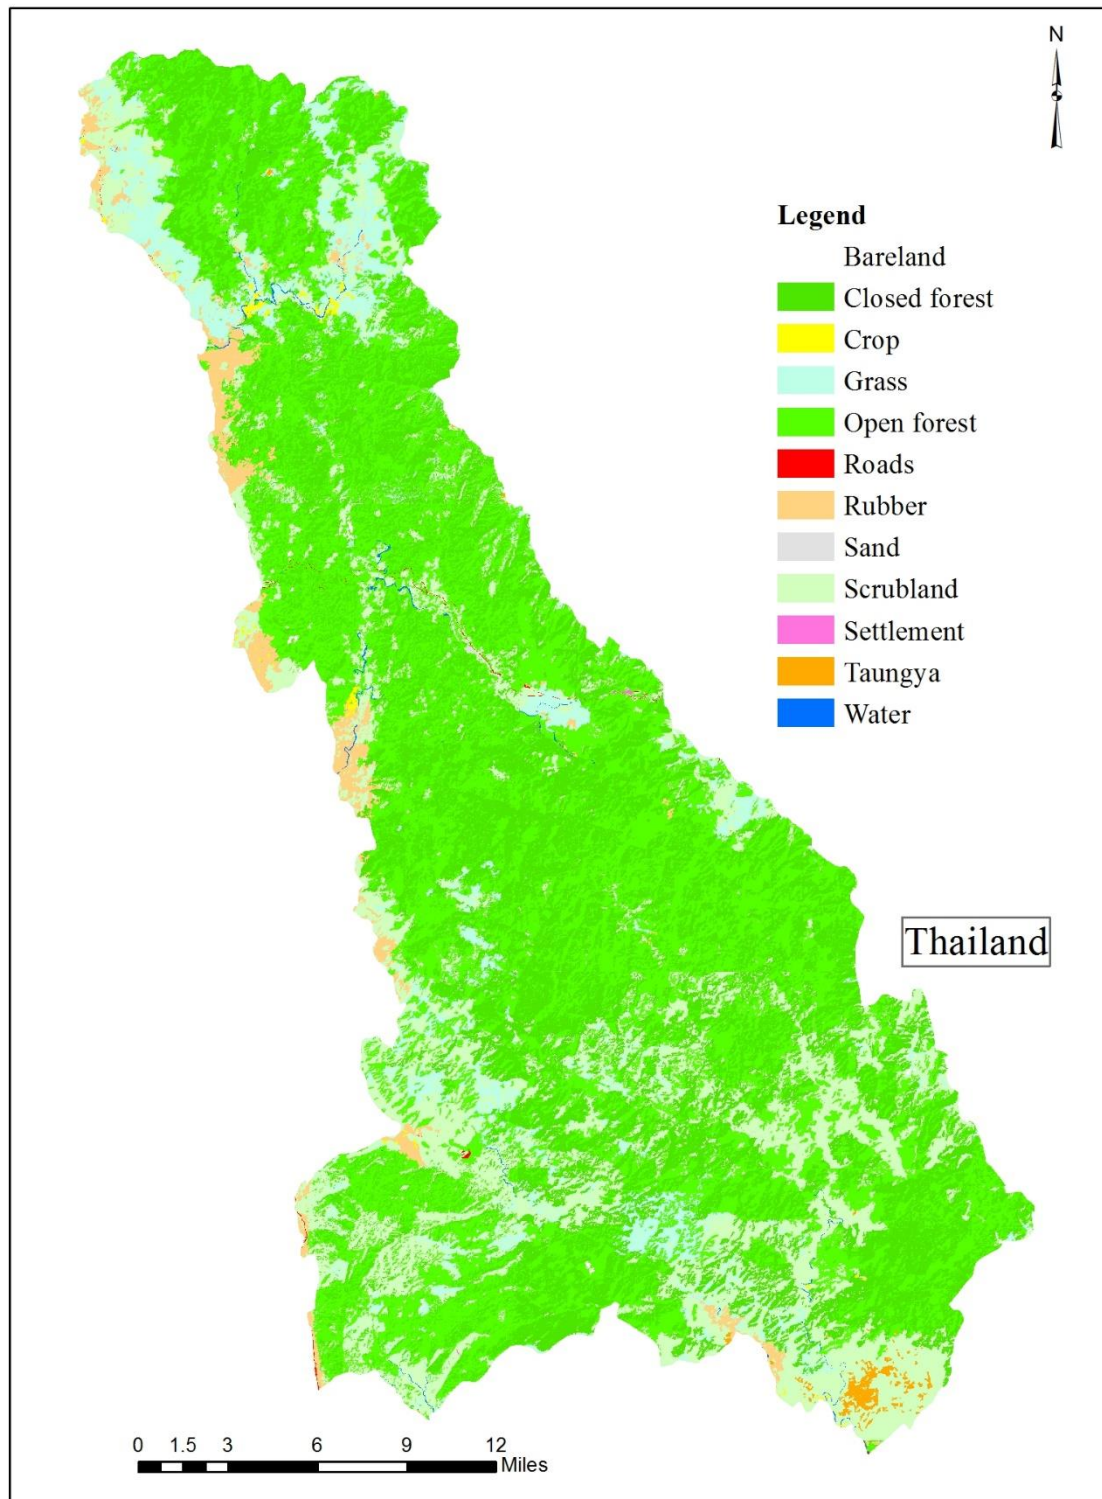 N
Legend
Bareland
Closed forest
Crop
Grass
Open forest
Roads
Rubber
Sand
Scrubland
Settlement
Taungya
Water
Thailand
0 1.5 3 6 9 12
Miles